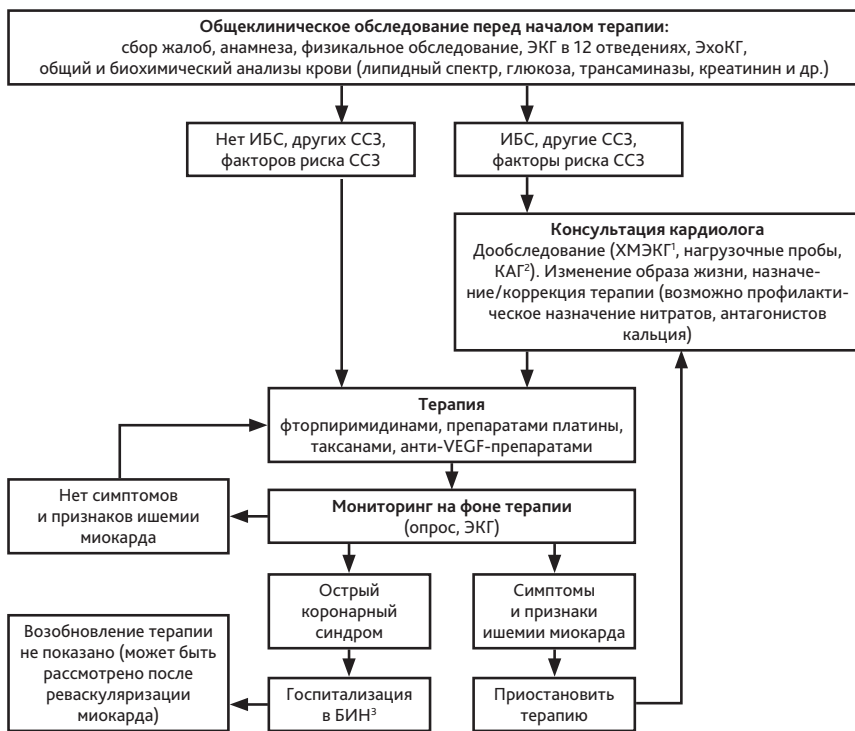 Общеклиническое обследование перед началом терапии:
сбор жалоб, анамнеза, физикальное обследование, ЭКГ в 12 отведениях, ЭхоКГ,
общий и биохимический анализы крови (липидный спектр, глюкоза, трансаминазы, креатинин и др.)
Нет ИБС, других ССЗ,
факторов риска ССЗ
ИБС, другие ССЗ,
факторы риска ССЗ
Консультация кардиолога
Дообследование (ХМЭКГ¹, нагрузочные пробы,
КАГ²). Изменение образа жизни, назначе-
ние/коррекция терапии (возможно профилакти-
ческое назначение нитратов, антагонистов
кальция)
Терапия
фторпиримидинами, препаратами платины,
таксанами, анти-VEGF-препаратами
Нет симптомов
и признаков ишемии
миокарда
Мониторинг на фоне терапии
(опрос, ЭКГ)
Острый
коронарный
синдром
Симптомы
и признаки
ишемии миокарда
Возобновление терапии
не показано (может быть
рассмотрено после
реваскуляризации
миокарда)
Госпитализация
в БИН³
Приостановить
терапию